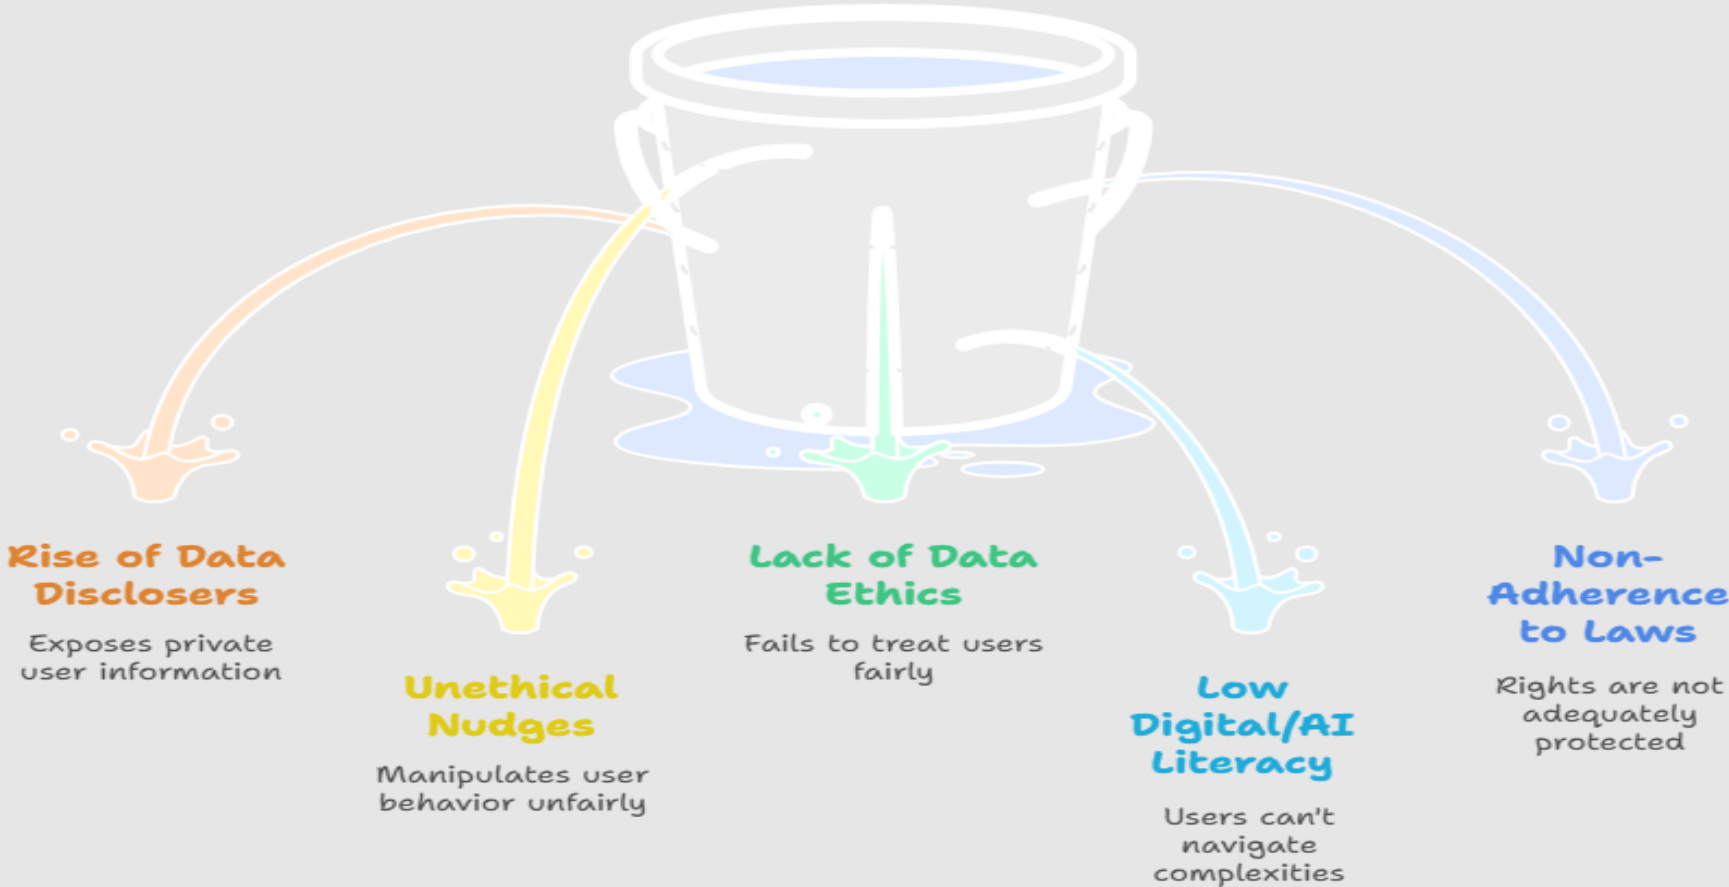 Rise of Data
Disclosers
Exposes private
user information
Unethical
Nudges
Manipulates user
behavior unfairly
Lack of Data
Ethics
Fails to treat users
fairly
Low
Digital/AI
Literacy
Users can't
navigate
complexities
Non-
Adherence
to Laws
Rights are not
adequately
protected